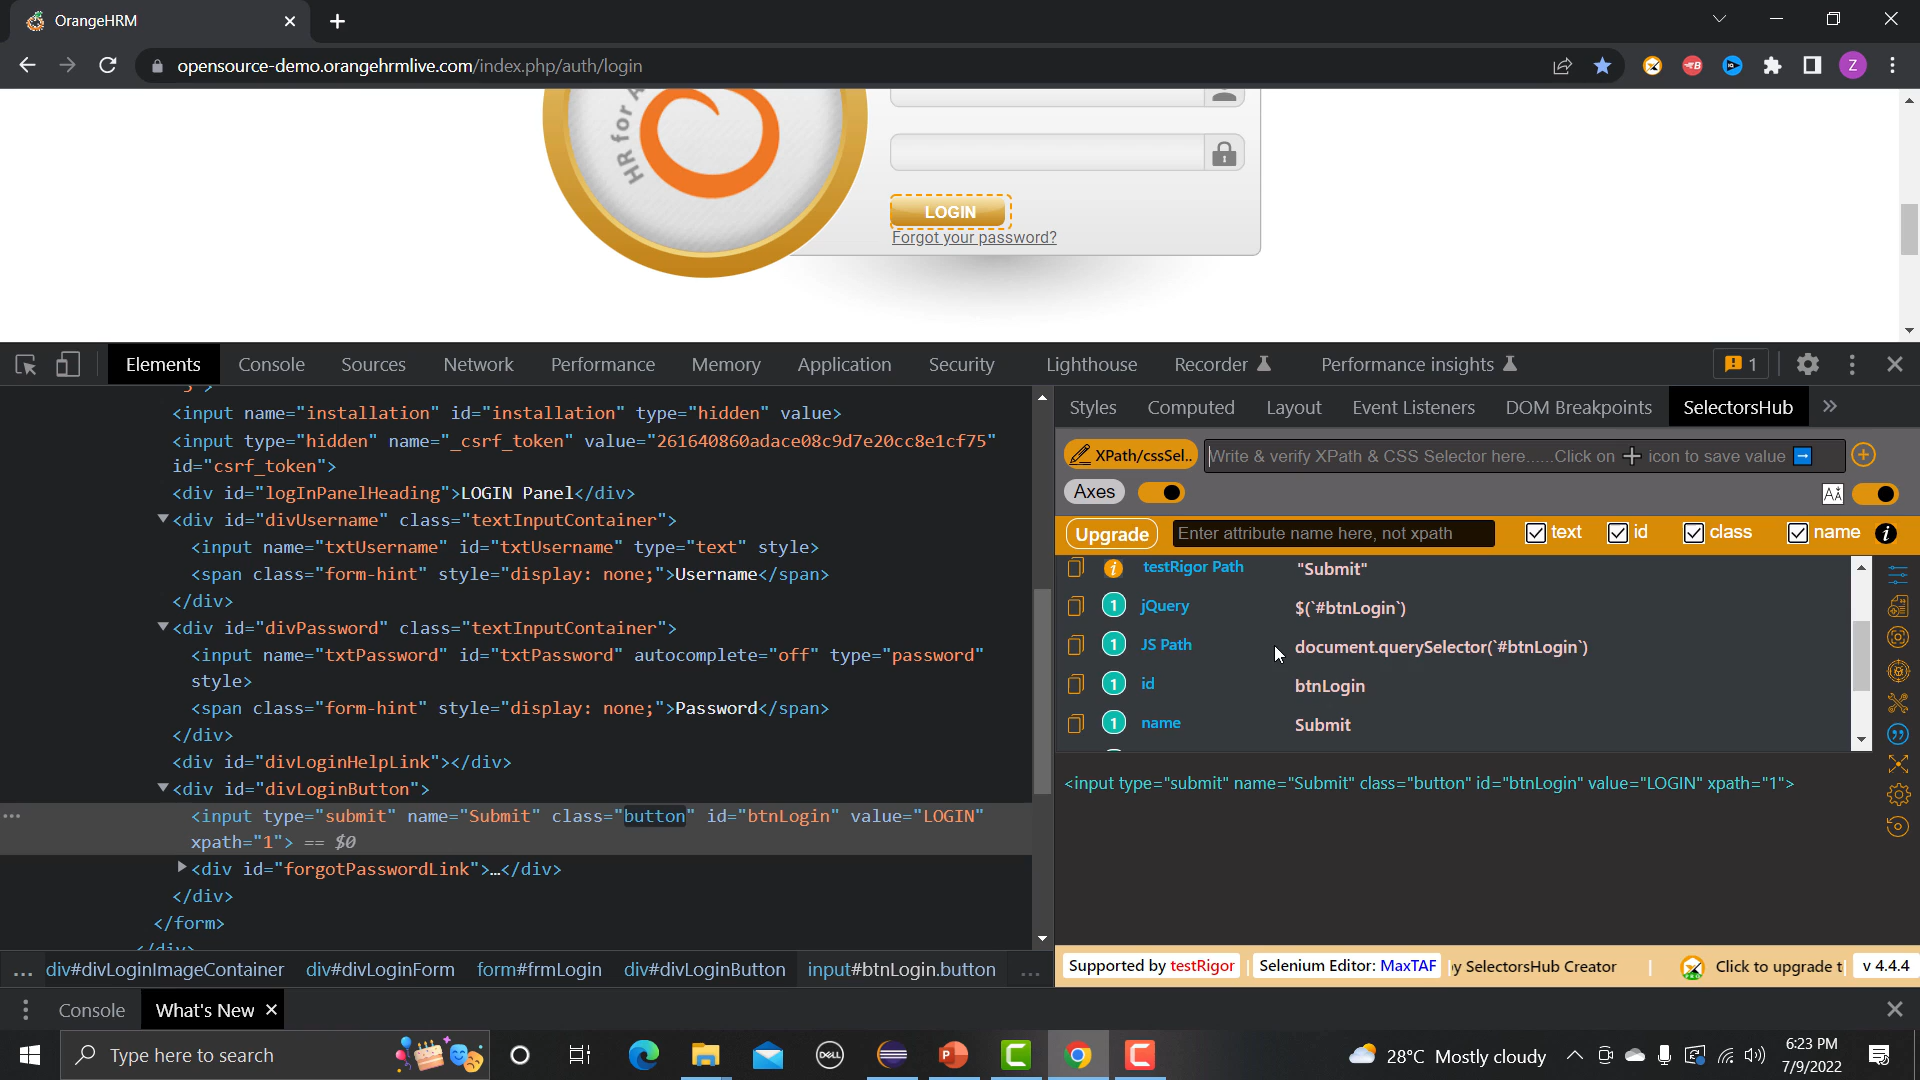 OrangeHRM
opensource-demo.orangehrmlive.com/index.php/auth/login
Z
HR for A
LOGIN
Forgot your password?
Elements Console Sources Network Performance Memory Application Security Lighthouse Recorder Performance insights 1
<input name="installation" id="installation" type="hidden" value>
<input type="hidden" name="_csrf_token" value="261640860adace08c9d7e20cc8e1cf75"
id="csrf_token">
<div id="logInPanelHeading">LOGIN Panel</div>
<div id="divUsername" class="textInputContainer">
<input name="txtUsername" id="txtUsername" type="text" style>
<span class="form-hint" style="display: none;">Username</span>
</div>
<div id="divPassword" class="textInputContainer">
<input name="txtPassword" id="txtPassword" autocomplete="off" type="password"
style>
<span class="form-hint" style="display: none;">Password</span>
</div>
<div id="divLoginHelpLink"></div>
<div id="divLoginButton">
<input type="submit" name="Submit" class="button" id="btnLogin" value="LOGIN"
xpath="1"> == $0
<div id="forgotPasswordLink">…</div>
</div>
</form>
</div>
... div#divLoginImageContainer div#divLoginForm form#frmLogin div#divLoginButton input#btnLogin.button ...
Styles Computed Layout Event Listeners DOM Breakpoints SelectorsHub
XPath/cssSel.. Write & verify XPath & CSS Selector here......Click on + icon to save value
Axes
Upgrade Enter attribute name here, not xpath text id class name
testRigor Path "Submit"
1 jQuery $(`#btnLogin`)
1 JS Path document.querySelector(`#btnLogin`)
1 id btnLogin
1 name Submit
<input type="submit" name="Submit" class="button" id="btnLogin" value="LOGIN" xpath="1">
Supported by testRigor Selenium Editor: MaxTAF y SelectorsHub Creator | Click to upgrade t v 4.4.4
Console What's New
Type here to search
DELL
28°C Mostly cloudy
6:23 PM
7/9/2022